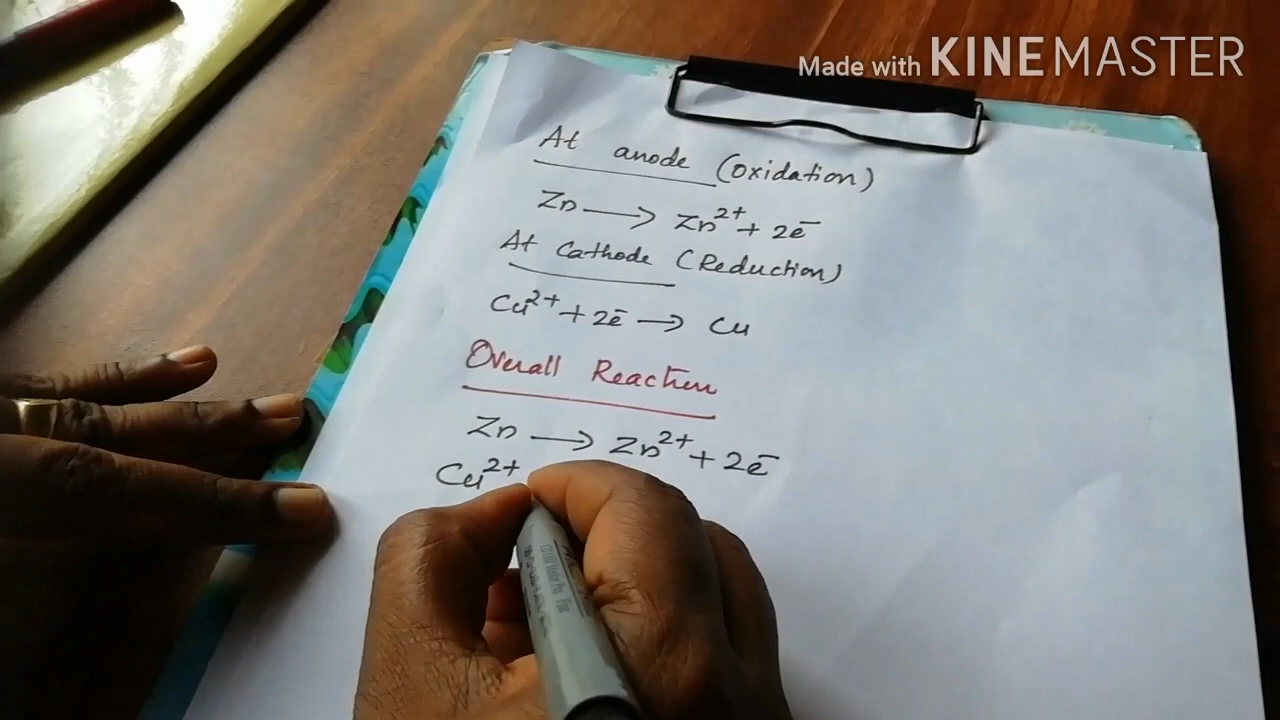 Made with KINEMASTER
At anode (Oxidation)
Zn ⟶ Zn²⁺ + 2e⁻
At Cathode (Reduction)
Cu²⁺ + 2e⁻ ⟶ Cu
Overall Reaction
Zn ⟶ Zn²⁺ + 2e⁻
Cu²⁺